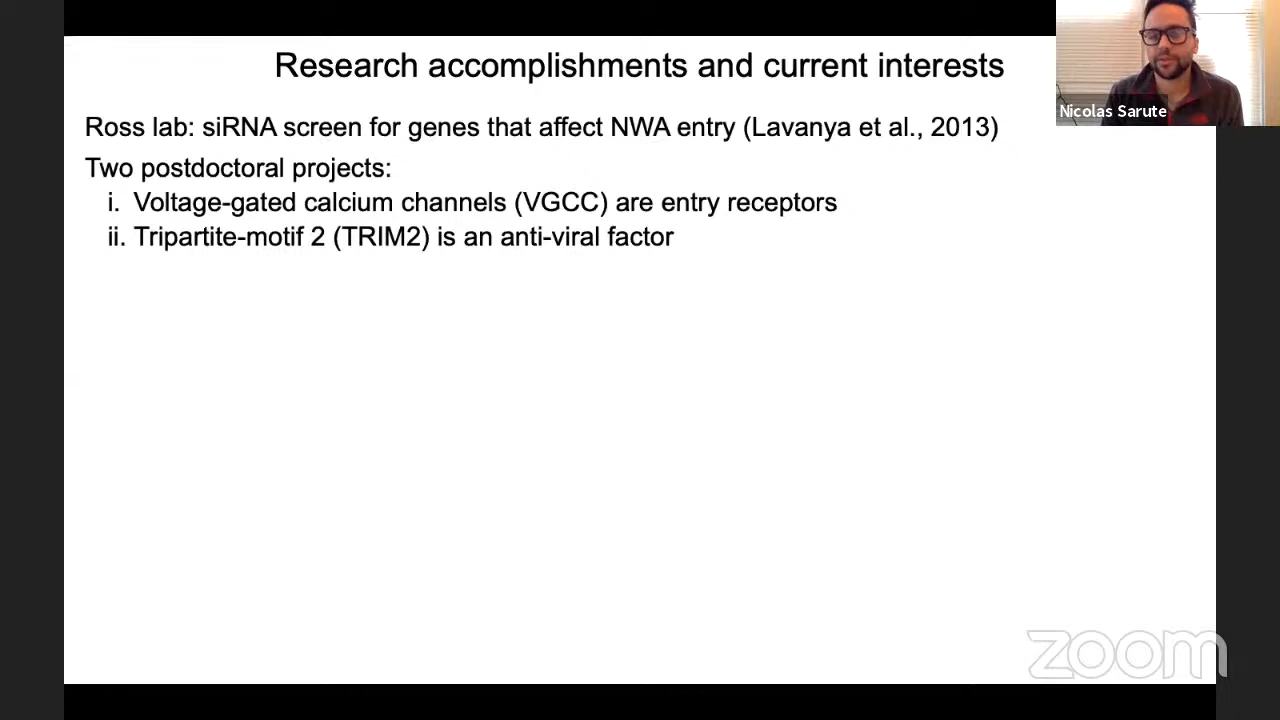 Research accomplishments and current interests
Nicolas Sarute
Ross lab: siRNA screen for genes that affect NWA entry (Lavanya et al., 2013)
Two postdoctoral projects:
i. Voltage-gated calcium channels (VGCC) are entry receptors
ii. Tripartite-motif 2 (TRIM2) is an anti-viral factor
zoom